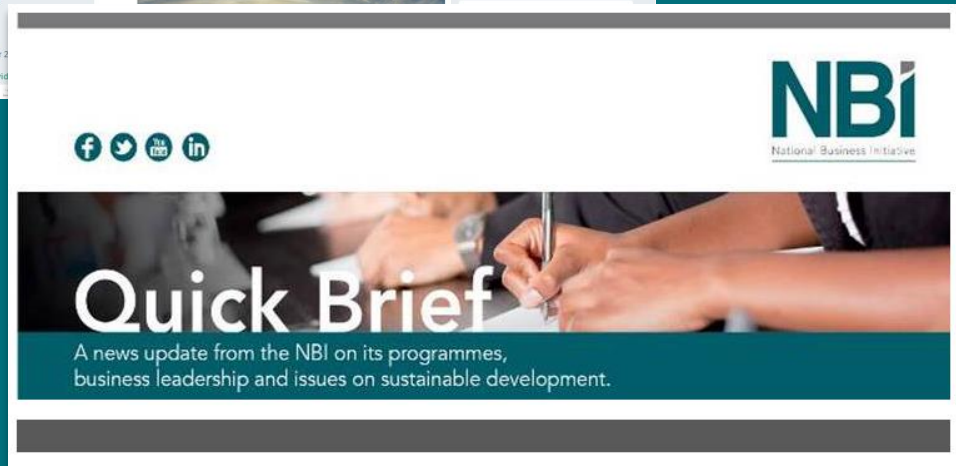 NBi
National Business Initiative
Quick Brief
A news update from the NBI on its programmes,
business leadership and issues on sustainable development.